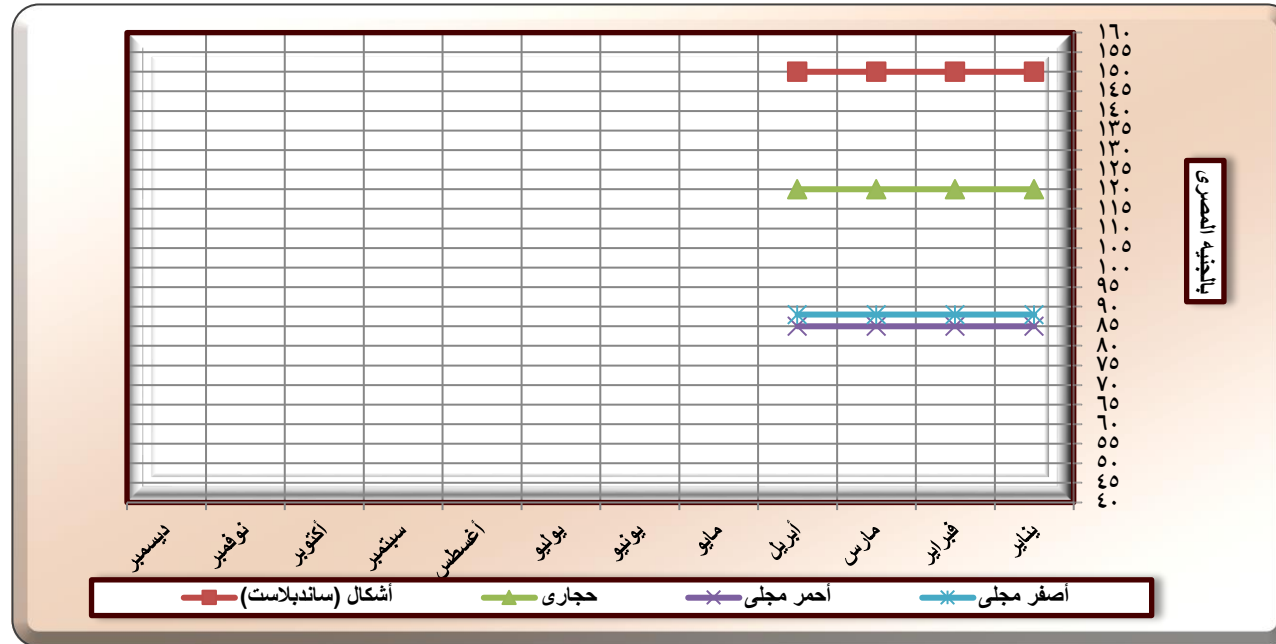 ١٦٠
١٥٥
١٥٠
١٤٥
١٤٠
١٣٥
١٣٠
١٢٥
١٢٠
١١٥
١١٠
١٠٥
١٠٠
٩٥
٩٠
٨٥
٨٠
٧٥
٧٠
٦٥
٦٠
٥٥
٥٠
٤٥
٤٠
بالجنيه المصرى
يناير
فبراير
مارس
أبريل
مايو
يونيو
يوليو
أغسطس
سبتمبر
أكتوبر
نوفمبر
ديسمبر
أصفر مجلى
أحمر مجلى
حجارى
أشكال (ساندبلاست)